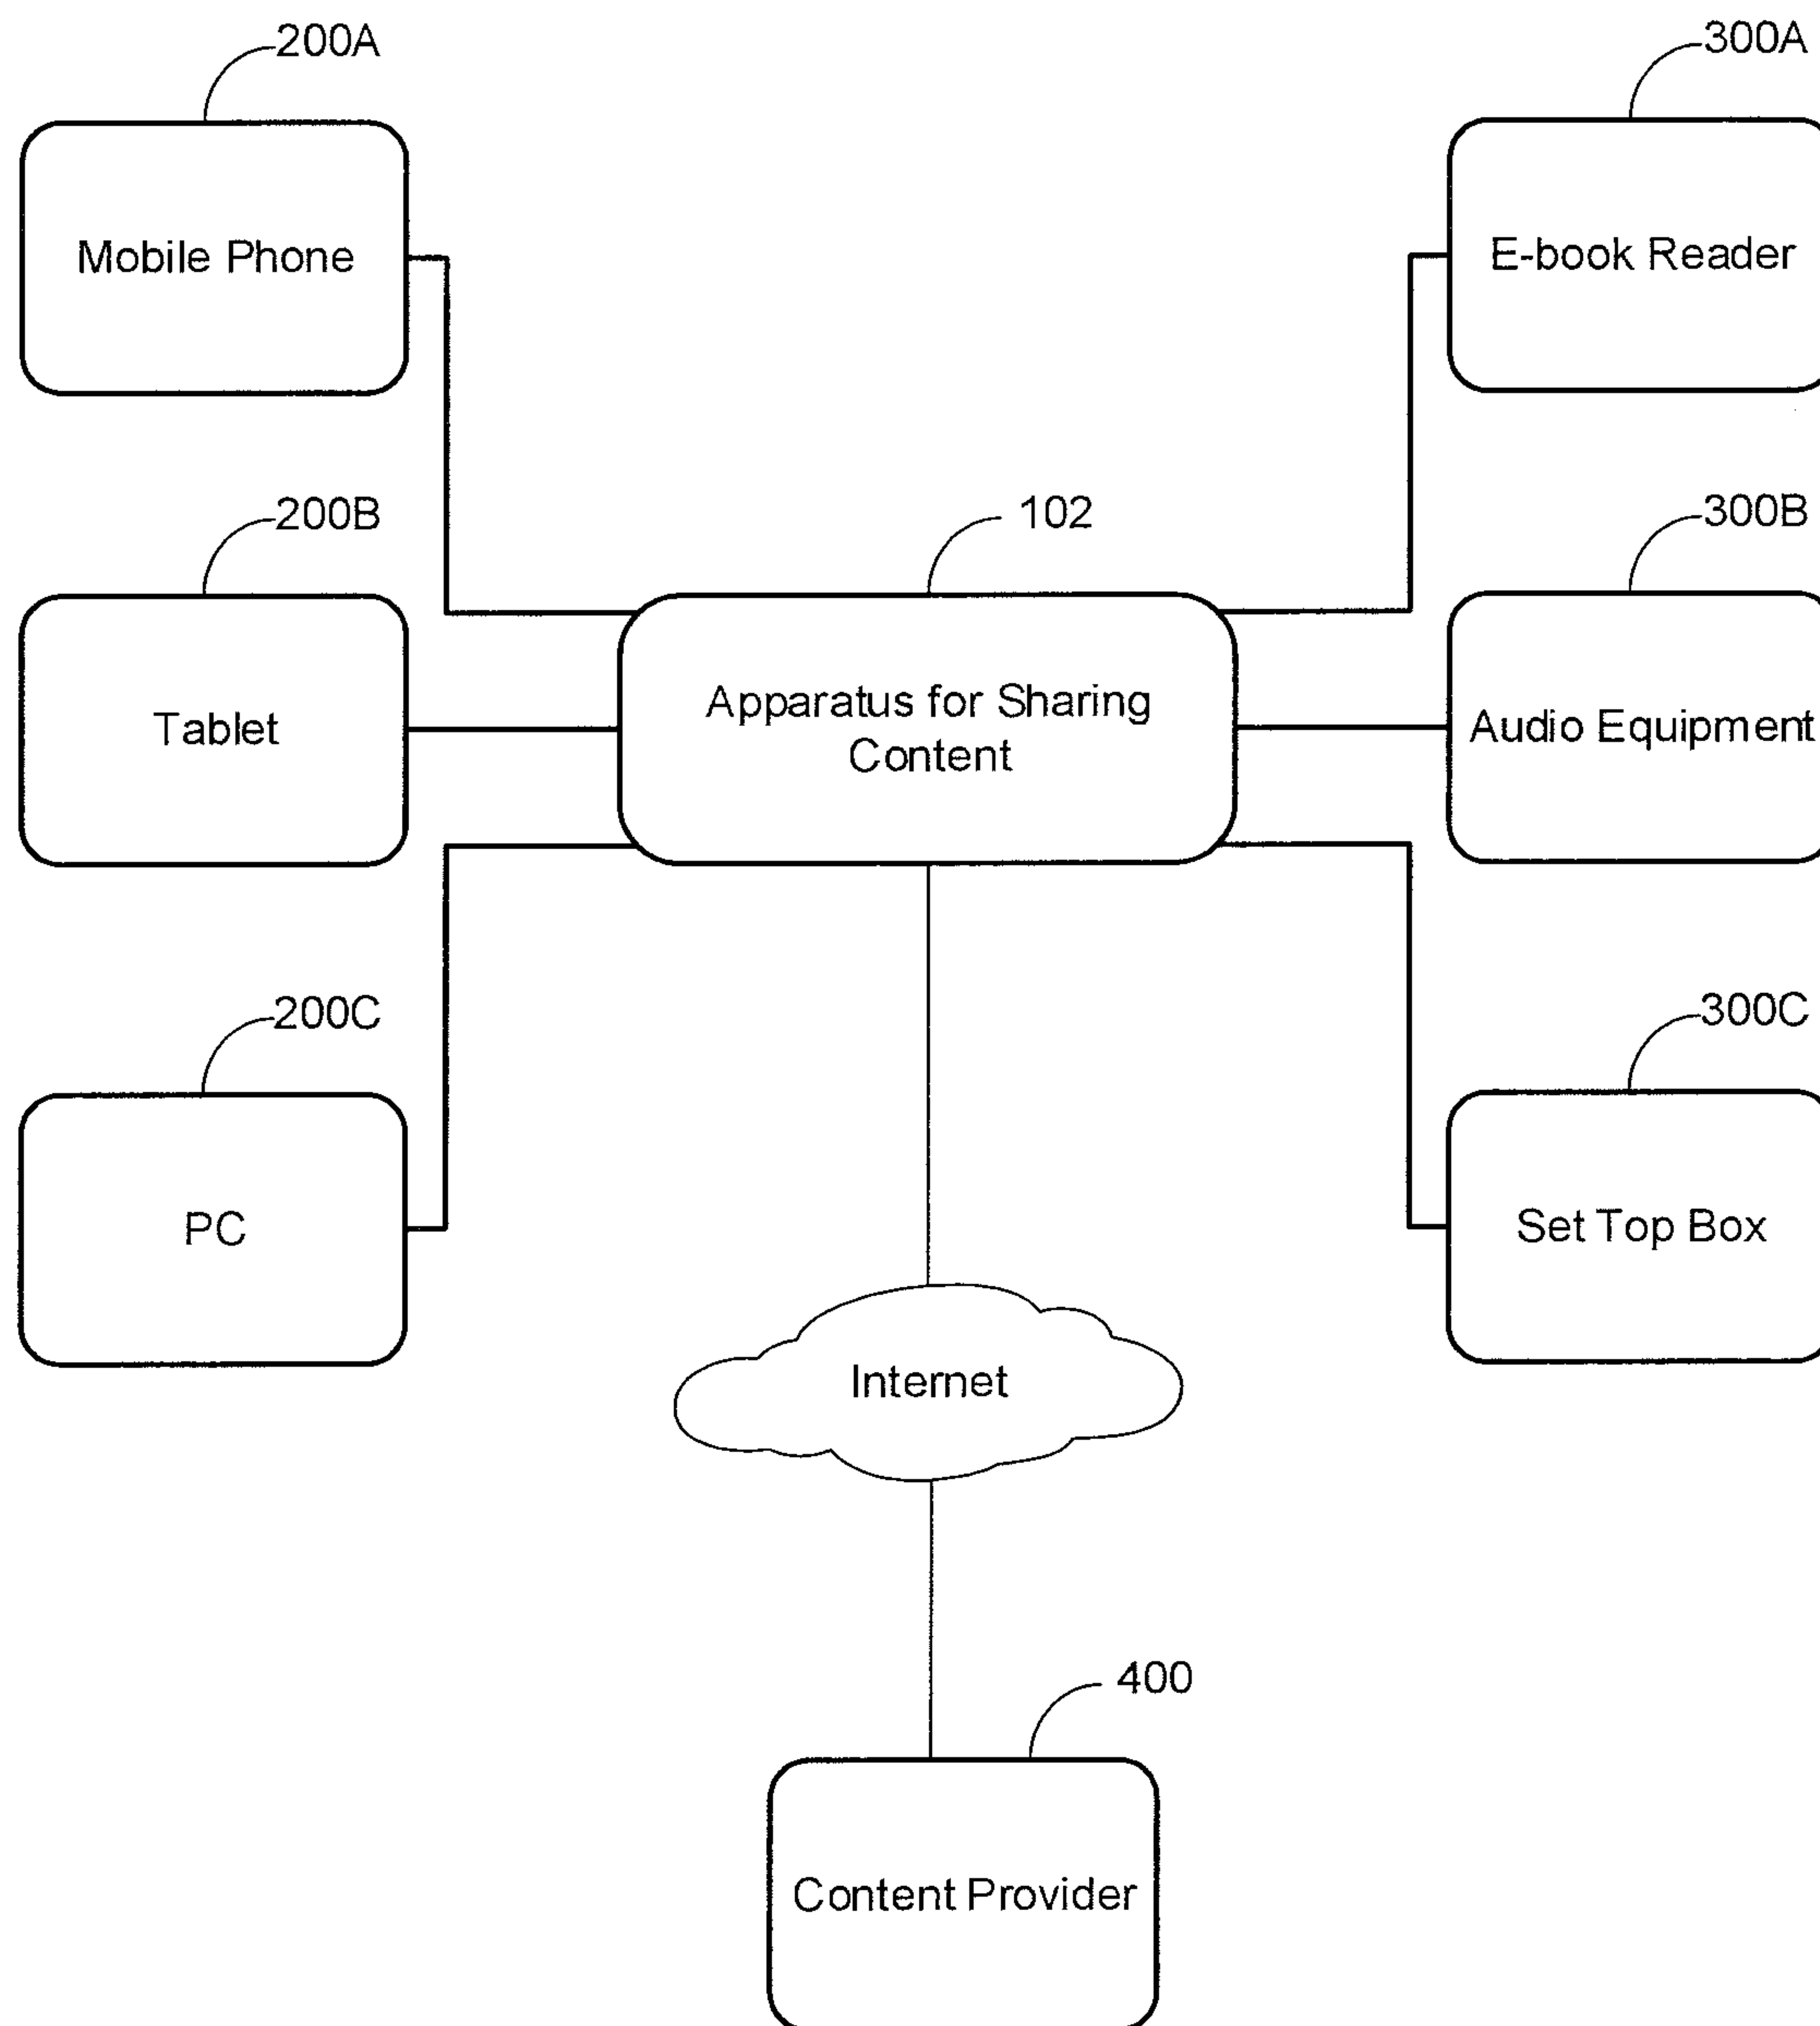 200A
300A
Mobile Phone
E-book Reader
200B
102
300B
Tablet
Apparatus for Sharing
Content
Audio Equipment
200C
300C
PC
Set Top Box
Internet
400
Content Provider